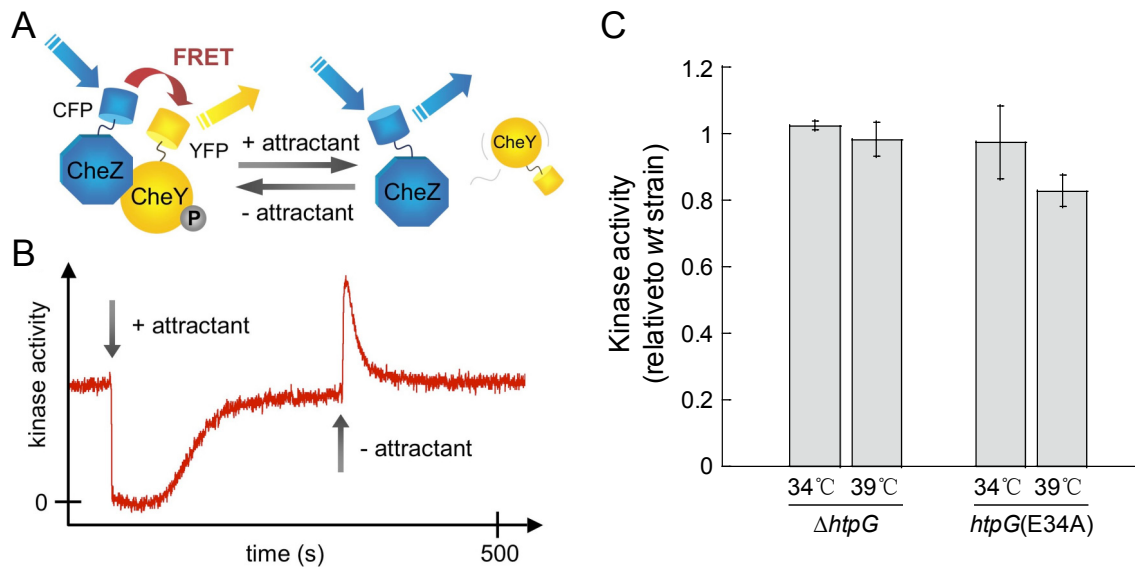 A
FRET
CFP
YFP
CheZ
CheY
P
+ attractant
- attractant
CheZ
CheY
B
kinase activity
+ attractant
- attractant
0
time (s)
500
C
Kinase activity
(relativeto wt strain)
1.2
1
0.8
0.6
0.4
0.2
0
34℃ 39℃ 34℃ 39℃
ΔhtpG htpG(E34A)